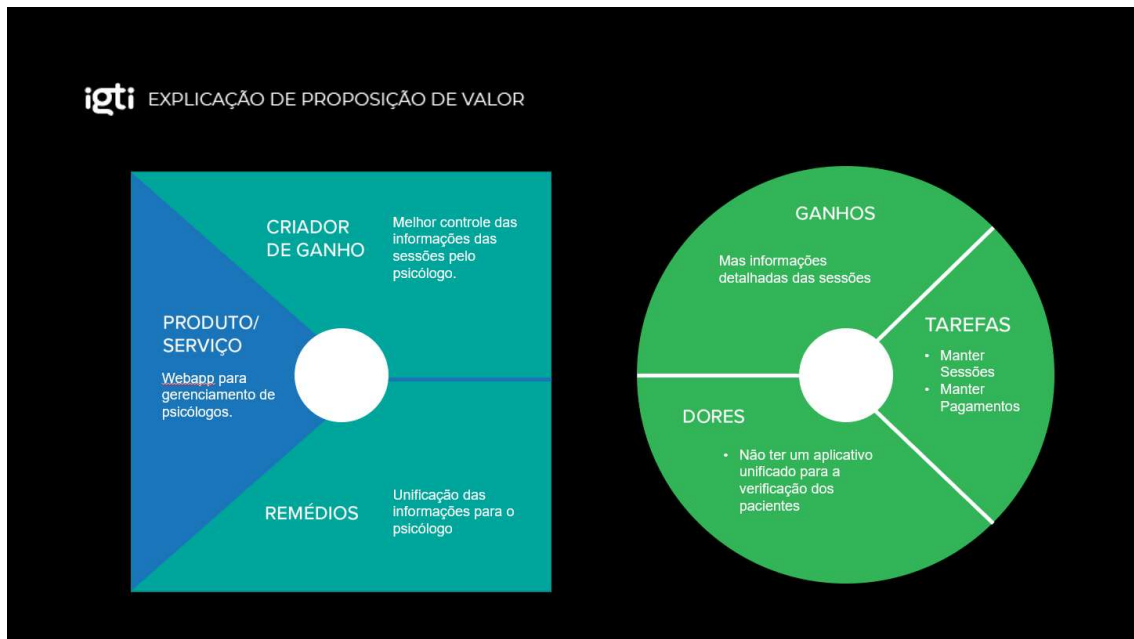 igti EXPLICAÇÃO DE PROPOSIÇÃO DE VALOR
CRIADOR
DE GANHO
Melhor controle das
informações das
sessões pelo
psicólogo.
PRODUTO/
SERVIÇO
Webapp para
gerenciamento de
psicólogos.
REMÉDIOS
Unificação das
informações para o
psicólogo
GANHOS
Mas informações
detalhadas das sessões
TAREFAS
• Manter
Sessões
• Manter
Pagamentos
DORES
• Não ter um aplicativo
unificado para a
verificação dos
pacientes